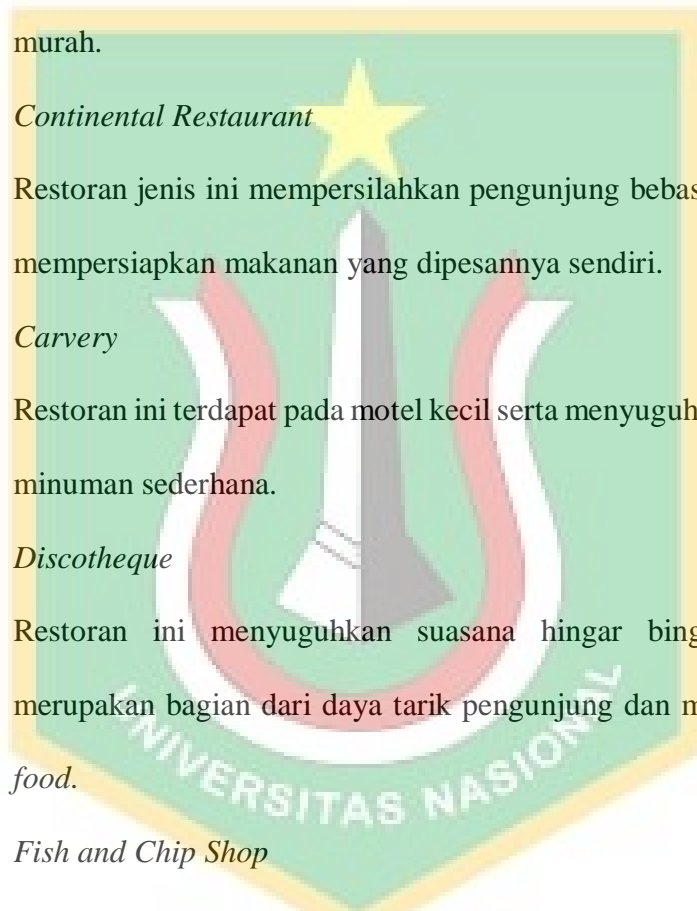 murah.
Continental Restaurant
Restoran jenis ini mempersilahkan pengunjung bebas
mempersiapkan makanan yang dipesannya sendiri.
Carvery
Restoran ini terdapat pada motel kecil serta
minuman sederhana.
Discotheque
Restoran ini menyuguhkan suasana hingar
merupakan bagian dari daya tarik pengunjung dan
food.
Fish and Chip Shop
UNIVERSITAS NASIONAL